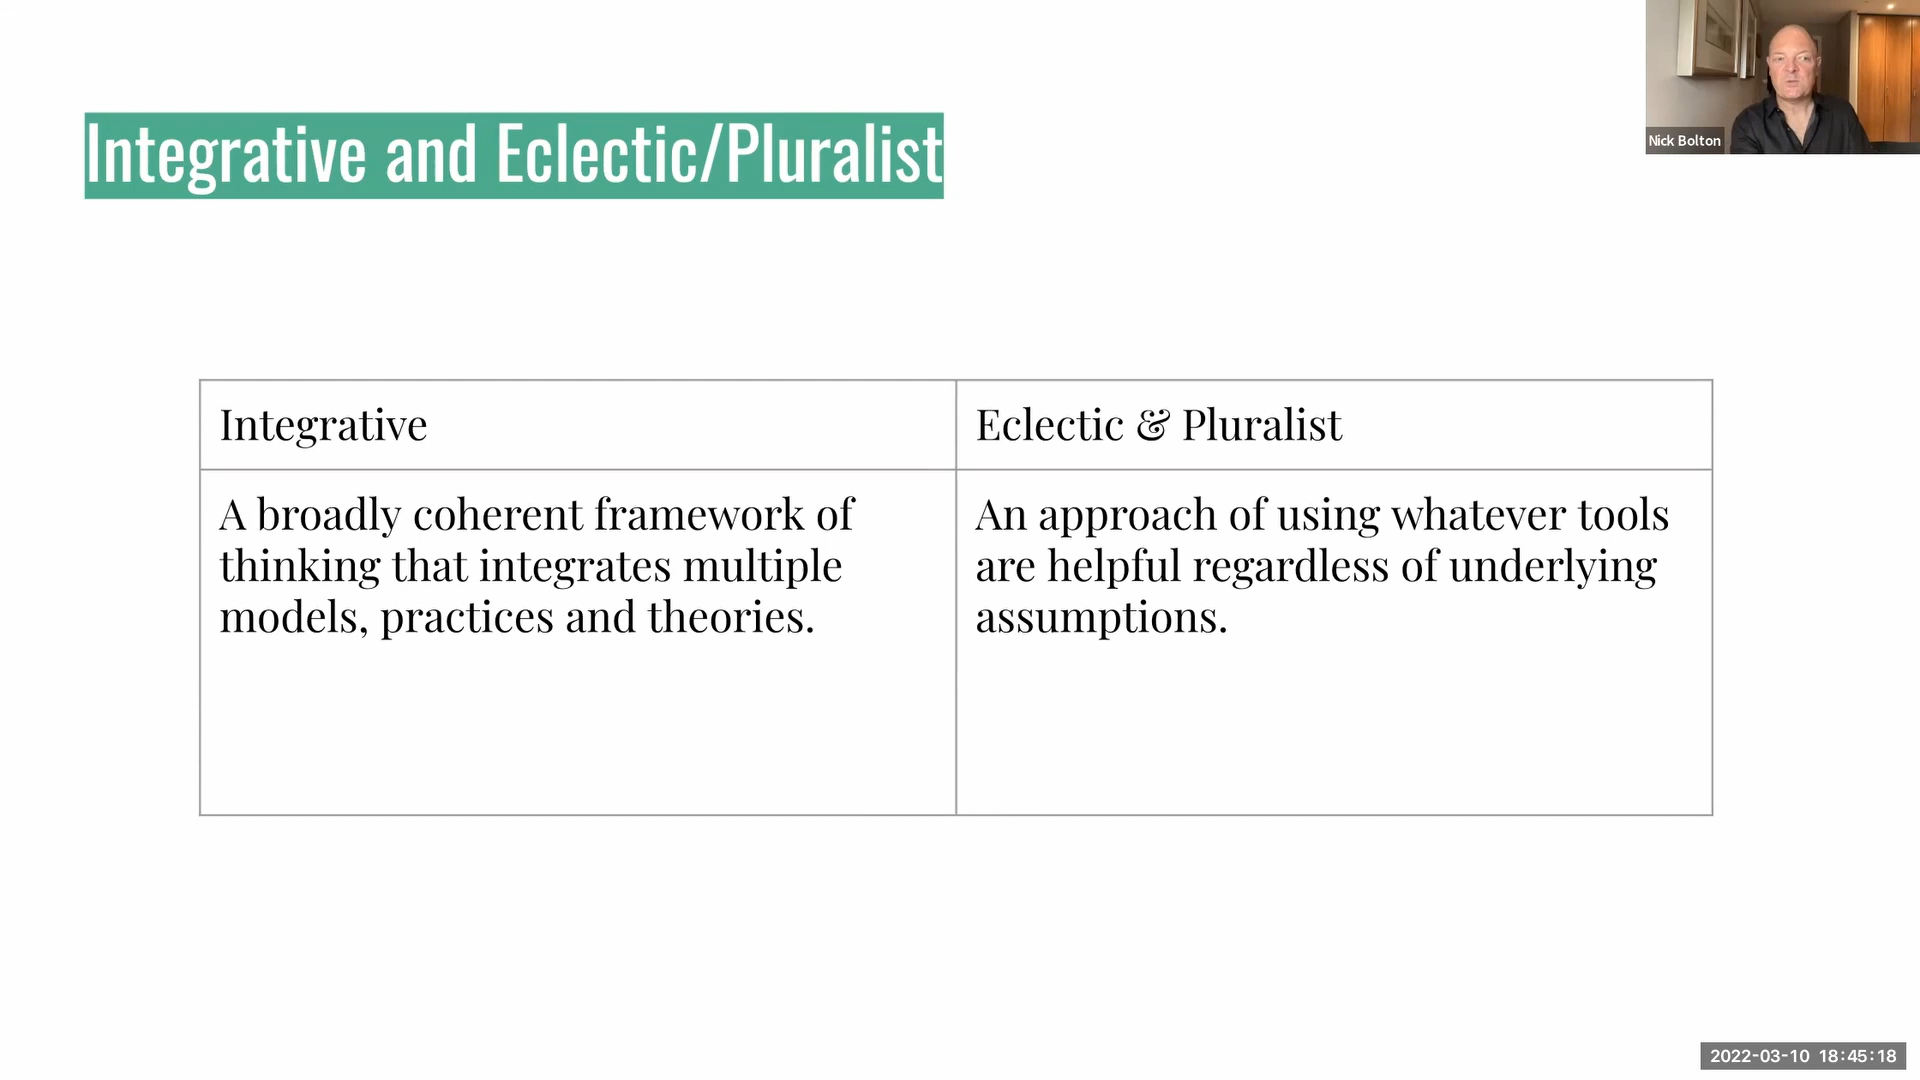 Integrative and Eclectic/Pluralist
Nick Bolton
Integrative
Eclectic & Pluralist
A broadly coherent framework of
thinking that integrates multiple
models, practices and theories.
An approach of using whatever tools
are helpful regardless of underlying
assumptions.
2022-03-10 18:45:18